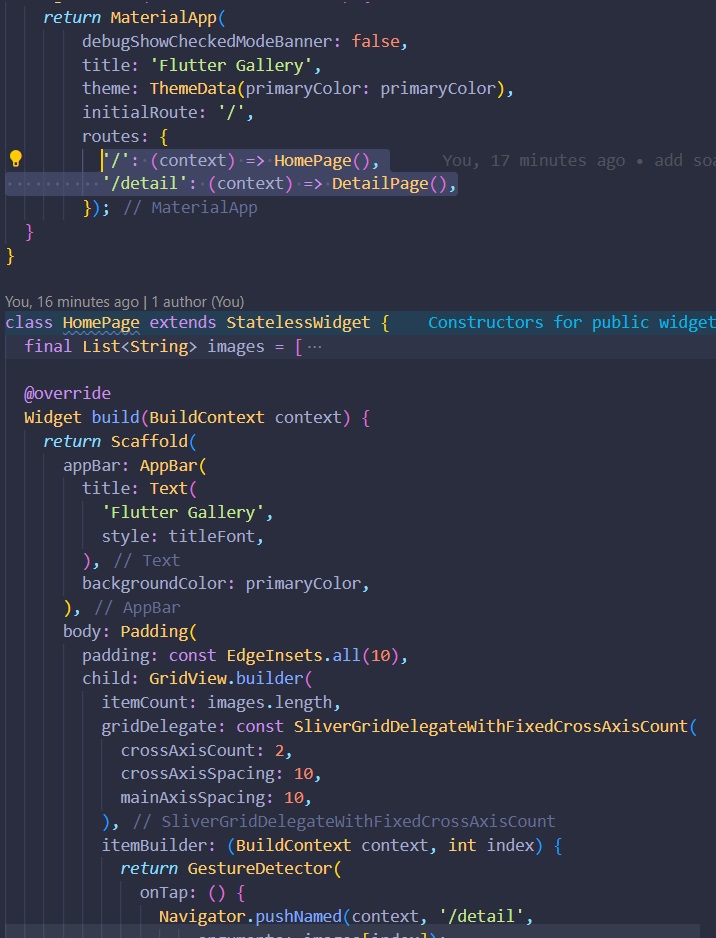 return MaterialApp(
debugShowCheckedModeBanner: false,
title: 'Flutter Gallery',
theme: ThemeData(primaryColor: primaryColor),
initialRoute: '/',
routes: {
'/': (context) => HomePage(), You, 17 minutes ago • add
'/detail': (context) => DetailPage(),
}); // MaterialApp
}
}
You, 16 minutes ago | 1 author (You)
class HomePage extends StatelessWidget { Constructors for public widget
final List<String> images = [ ⋯
@override
Widget build(BuildContext context) {
return Scaffold(
appBar: AppBar(
title: Text(
'Flutter Gallery',
style: titleFont,
), // Text
backgroundColor: primaryColor,
), // AppBar
body: Padding(
padding: const EdgeInsets.all(10),
child: GridView.builder(
itemCount: images.length,
gridDelegate: const SliverGridDelegateWithFixedCrossAxisCount(
crossAxisCount: 2,
crossAxisSpacing: 10,
mainAxisSpacing: 10,
), // SliverGridDelegateWithFixedCrossAxisCount
itemBuilder: (BuildContext context, int index) {
return GestureDetector(
onTap: () {
Navigator.pushNamed(context, '/detail',
arguments: images[index]);